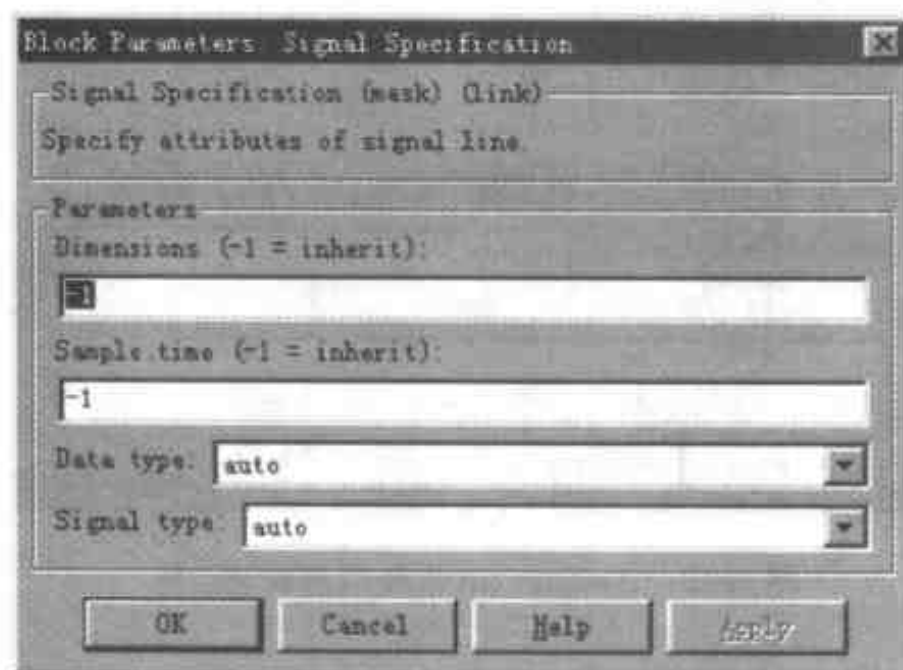 Block Parameters: Signal Specification
Signal Specification (mask) (link)
Specify attributes of signal line.
Parameters
Dimensions (-1 = inherit):
-1
Sample time (-1 = inherit):
-1
Data type: auto
Signal type: auto
OK Cancel Help Apply